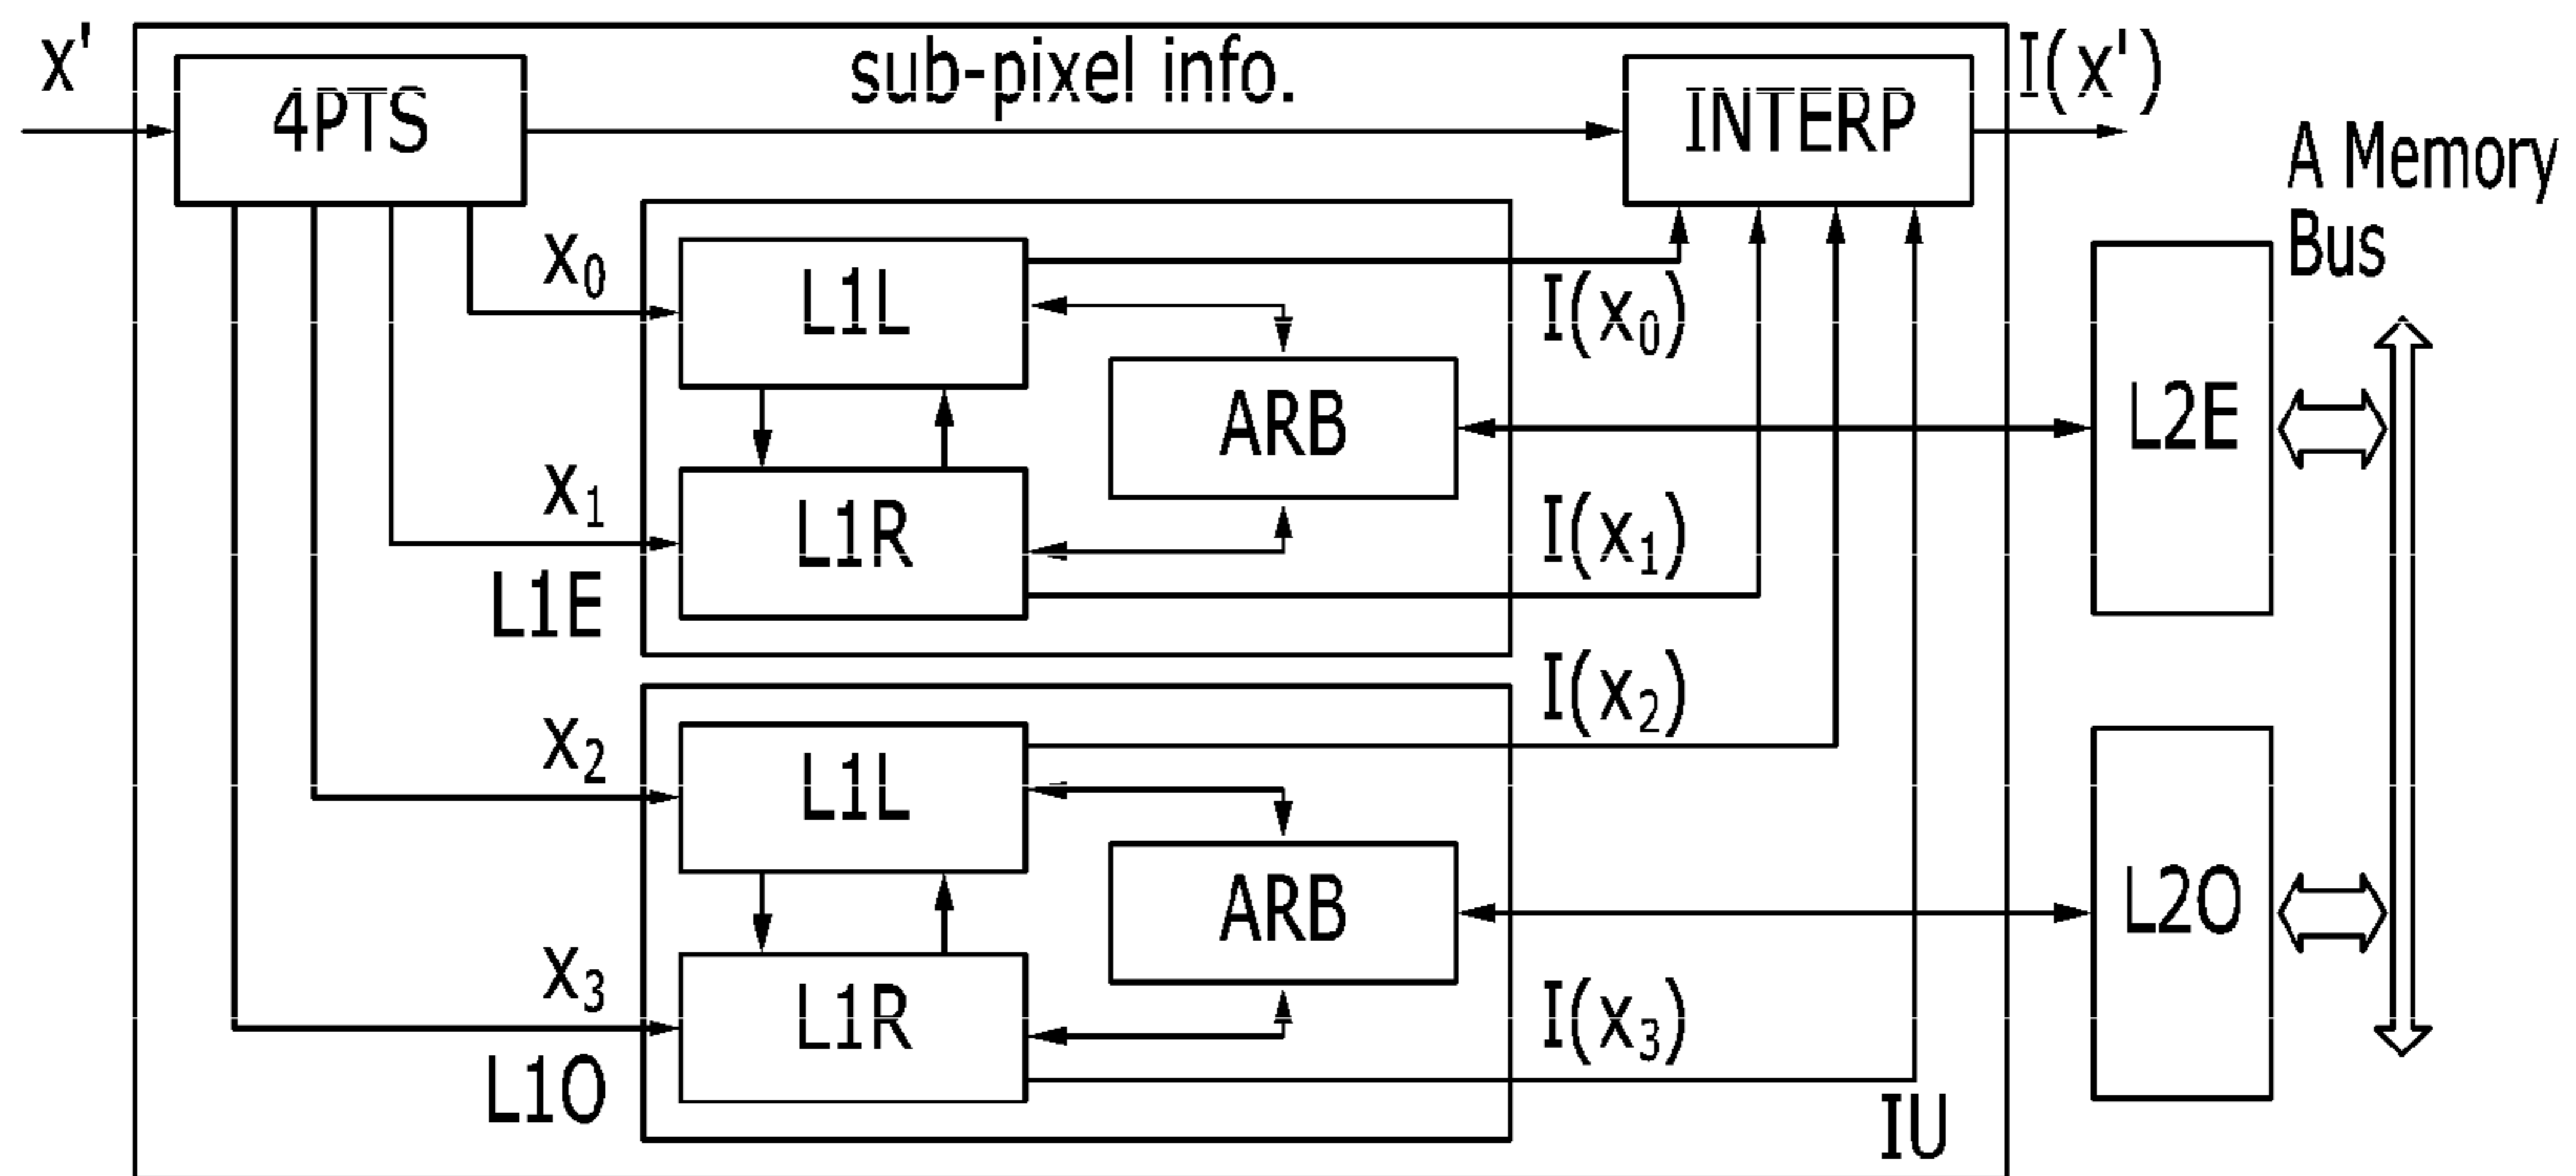 x'
sub-pixel info.
I(x')
4PTS
INTERP
A Memory
Bus
x₀
L1L
I(x₀)
ARB
L2E
x₁
L1R
I(x₁)
L1E
I(x₂)
x₂
L1L
ARB
L2O
x₃
L1R
I(x₃)
L1O
IU